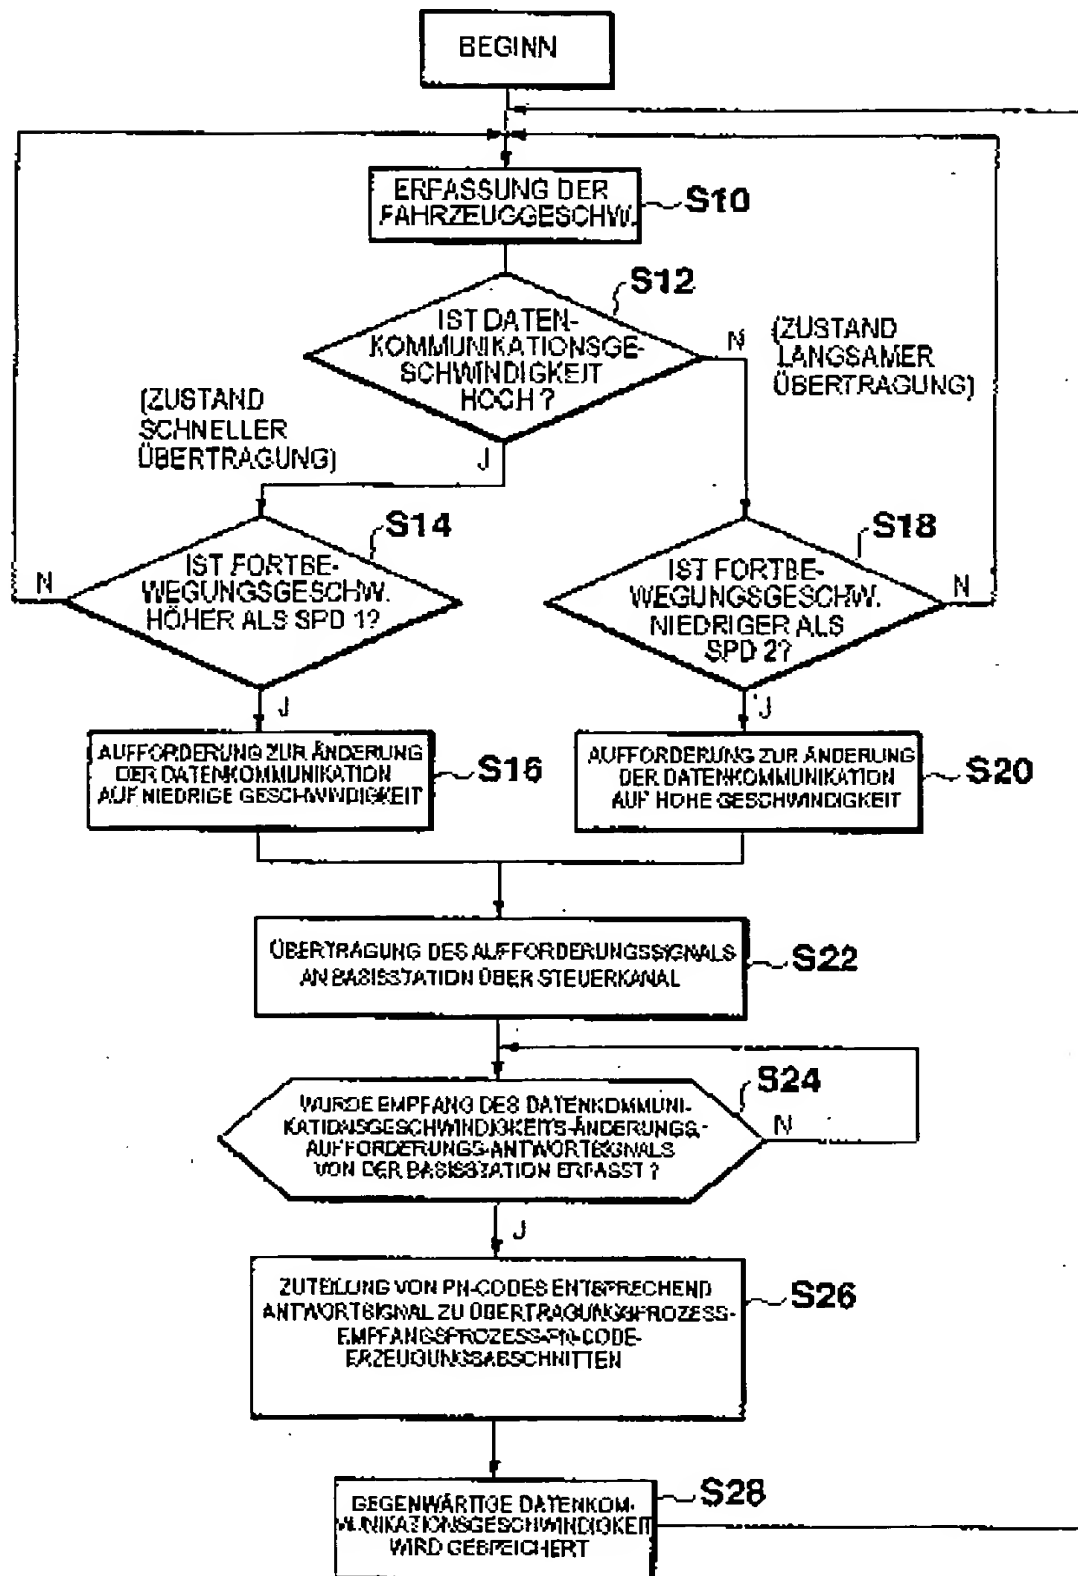 BEGINN
ERFASSUNG DER
FAHRZEUGGESCHW.
S10
S12
IST DATEN-
KOMMUNIKATIONSGE-
SCHWINDIGKEIT
HOCH ?
N
(ZUSTAND
LANGSAMER
ÜBERTRAGUNG)
(ZUSTAND
SCHNELLER
ÜBERTRAGUNG)
J
S14
IST FORTBE-
WEGUNGSGESCHW.
HÖHER ALS SPD 1?
N
J
S18
IST FORTBE-
WEGUNGSGESCHW.
NIEDRIGER ALS
SPD 2?
N
J
AUFFORDERUNG ZUR ÄNDERUNG
DER DATENKOMMUNIKATION
AUF NIEDRIGE GESCHWINDIGKEIT
S16
AUFFORDERUNG ZUR ÄNDERUNG
DER DATENKOMMUNIKATION
AUF HOHE GESCHWINDIGKEIT
S20
ÜBERTRAGUNG DES AUFFORDERUNGSSIGNALS
AN BASISSTATION ÜBER STEUERKANAL
S22
S24
WURDE EMPFANG DES DATENKOMMUNI-
KATIONSGESCHWINDIGKEITS-ÄNDERUNGS-
AUFFORDERUNGS-ANTWORTSIGNALS
VON DER BASISSTATION ERFASST ?
N
J
ZUTEILUNG VON PN-CODES ENTSPRECHEND
ANTWORTSIGNAL ZU ÜBERTRAGUNGSPROZESS-
EMPFANGSPROZESS-PN-CODE-
ERZEUGUNGSABSCHNITTEN
S26
GEGENWÄRTIGE DATENKOM-
MUNIKATIONSGESCHWINDIGKEIT
WIRD GESPEICHERT
S28